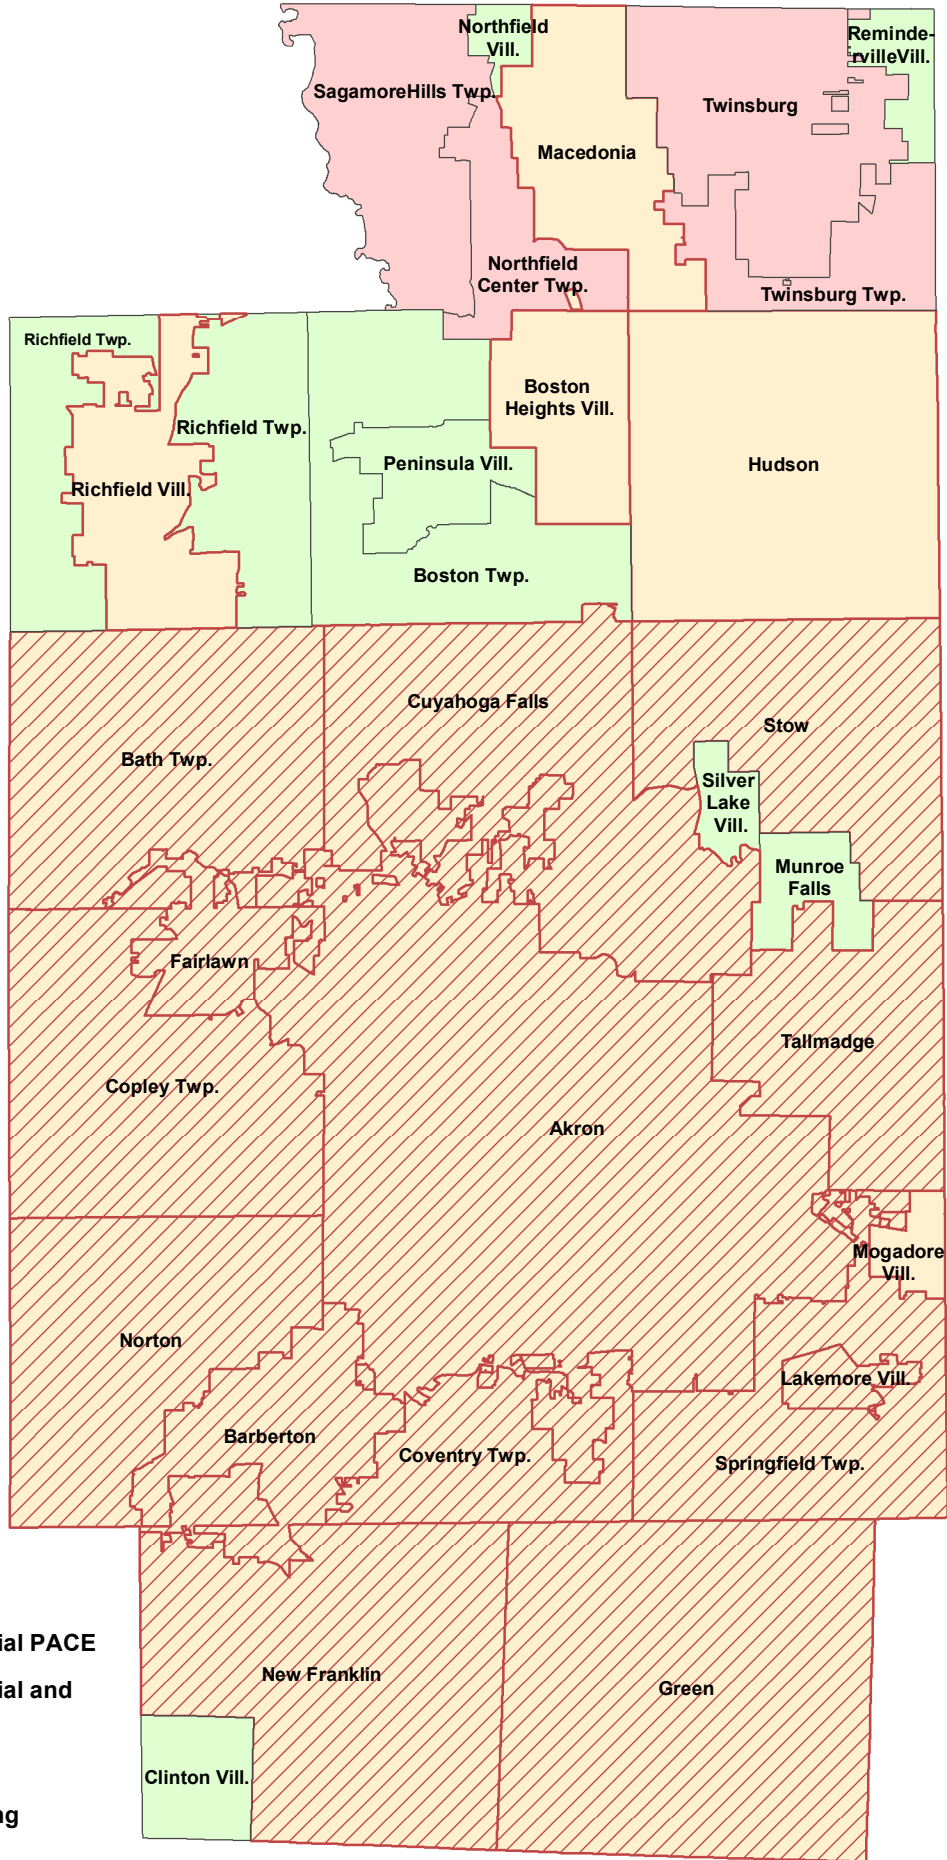 Northfield
Vill.
Reminde-
rvilleVill.
SagamoreHills Twp.
Twinsburg
Macedonia
Northfield
Center Twp.
Twinsburg Twp.
Richfield Twp.
Boston
Heights Vill.
Richfield Twp.
Peninsula Vill.
Hudson
Richfield Vill.
Boston Twp.
Cuyahoga Falls
Stow
Bath Twp.
Silver
Lake
Vill.
Munroe
Falls
Fairlawn
Tallmadge
Copley Twp.
Akron
Mogadore
Vill.
Norton
Lakemore Vill.
Barberton
Coventry Twp.
Springfield Twp.
ial PACE
New Franklin
ial and
Green
Clinton Vill.
ng